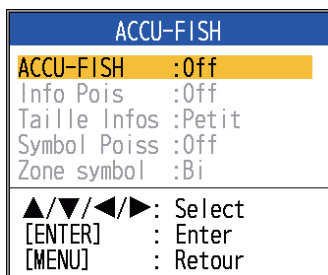 ACCU-FISH
ACCU-FISH :Off
Info Pois :Off
Taille Infos :Petit
Symbol Poiss :Off
Zone symbol :Bi
▲/▼/◀/▶: Select
[ENTER] : Enter
[MENU] : Retour